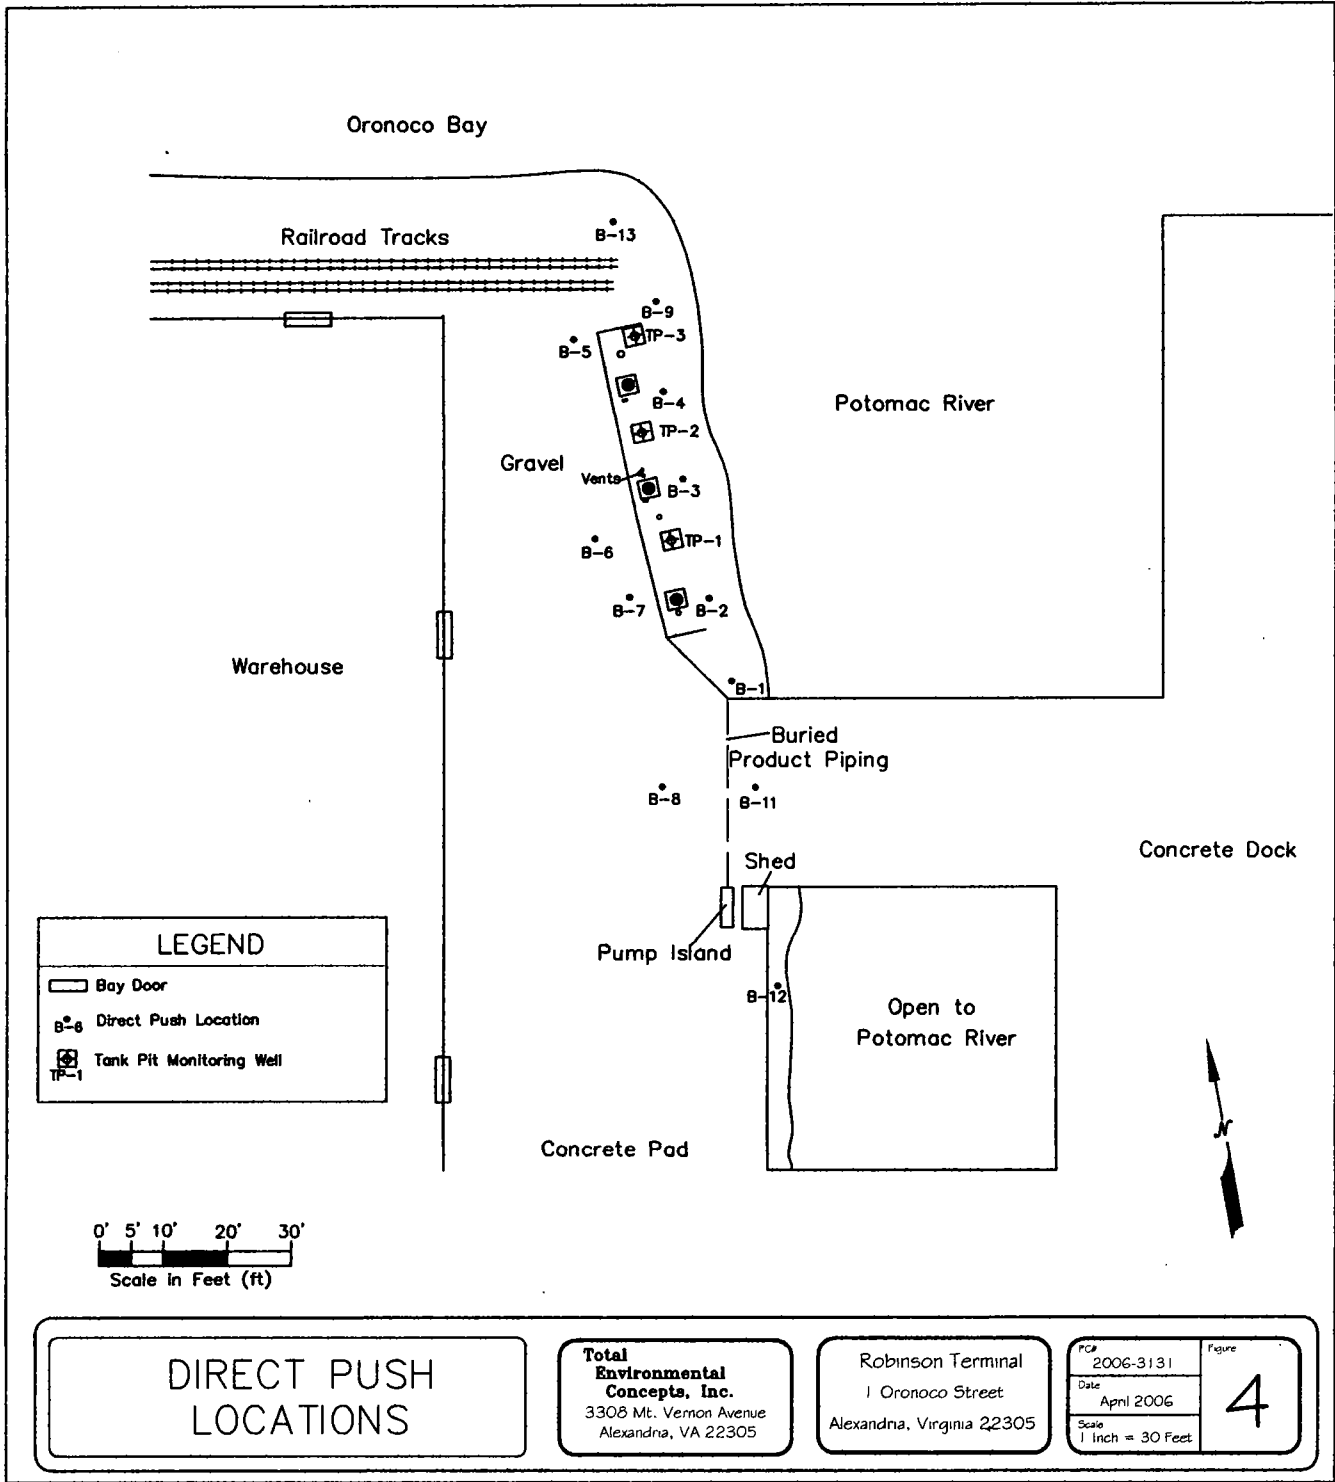 Oronoco Bay
Railroad Tracks
B-13
B-9
TP-3
B-5
B-4
Potomac River
TP-2
Gravel
Vents
B-3
TP-1
B-6
B-7
B-2
Warehouse
B-1
Buried
Product Piping
B-8
B-11
Concrete Dock
Shed
Pump Island
B-12
Open to
Potomac River
LEGEND
Bay Door
B-6 Direct Push Location
Tank Pit Monitoring Well
TP-1
N
Concrete Pad
0' 5' 10' 20' 30'
Scale in Feet (ft)
DIRECT PUSH
LOCATIONS
Total
Environmental
Concepts, Inc.
3308 Mt. Vernon Avenue
Alexandria, VA 22305
Robinson Terminal
1 Oronoco Street
Alexandria, Virginia 22305
PC#
2006-3131
Date
April 2006
Scale
1 Inch = 30 Feet
Figure
4